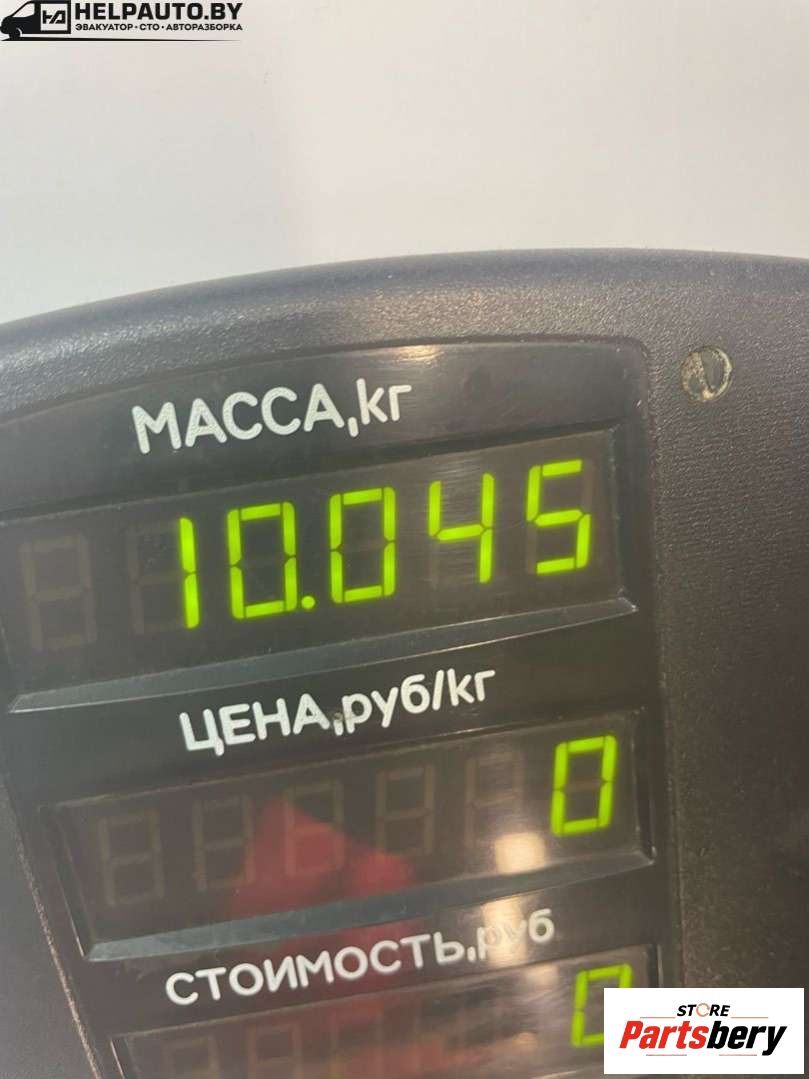 HELPAUTO.BY
ЭВАКУАТОР•СТО•АВТОРАЗБОРКА
МАССА,кг
10.045
ЦЕНА,руб/кг
0
СТОИМОСТЬ,руб
0
STORE
Partsbery